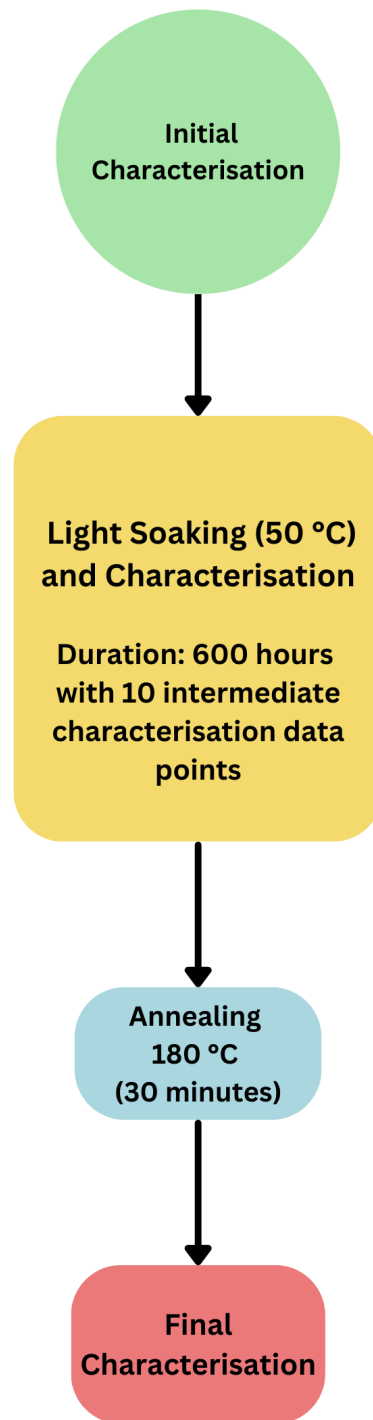 Initial
Characterisation
Light Soaking (50 °C)
and Characterisation
Duration: 600 hours
with 10 intermediate
characterisation data
points
Annealing
180 °C
(30 minutes)
Final
Characterisation